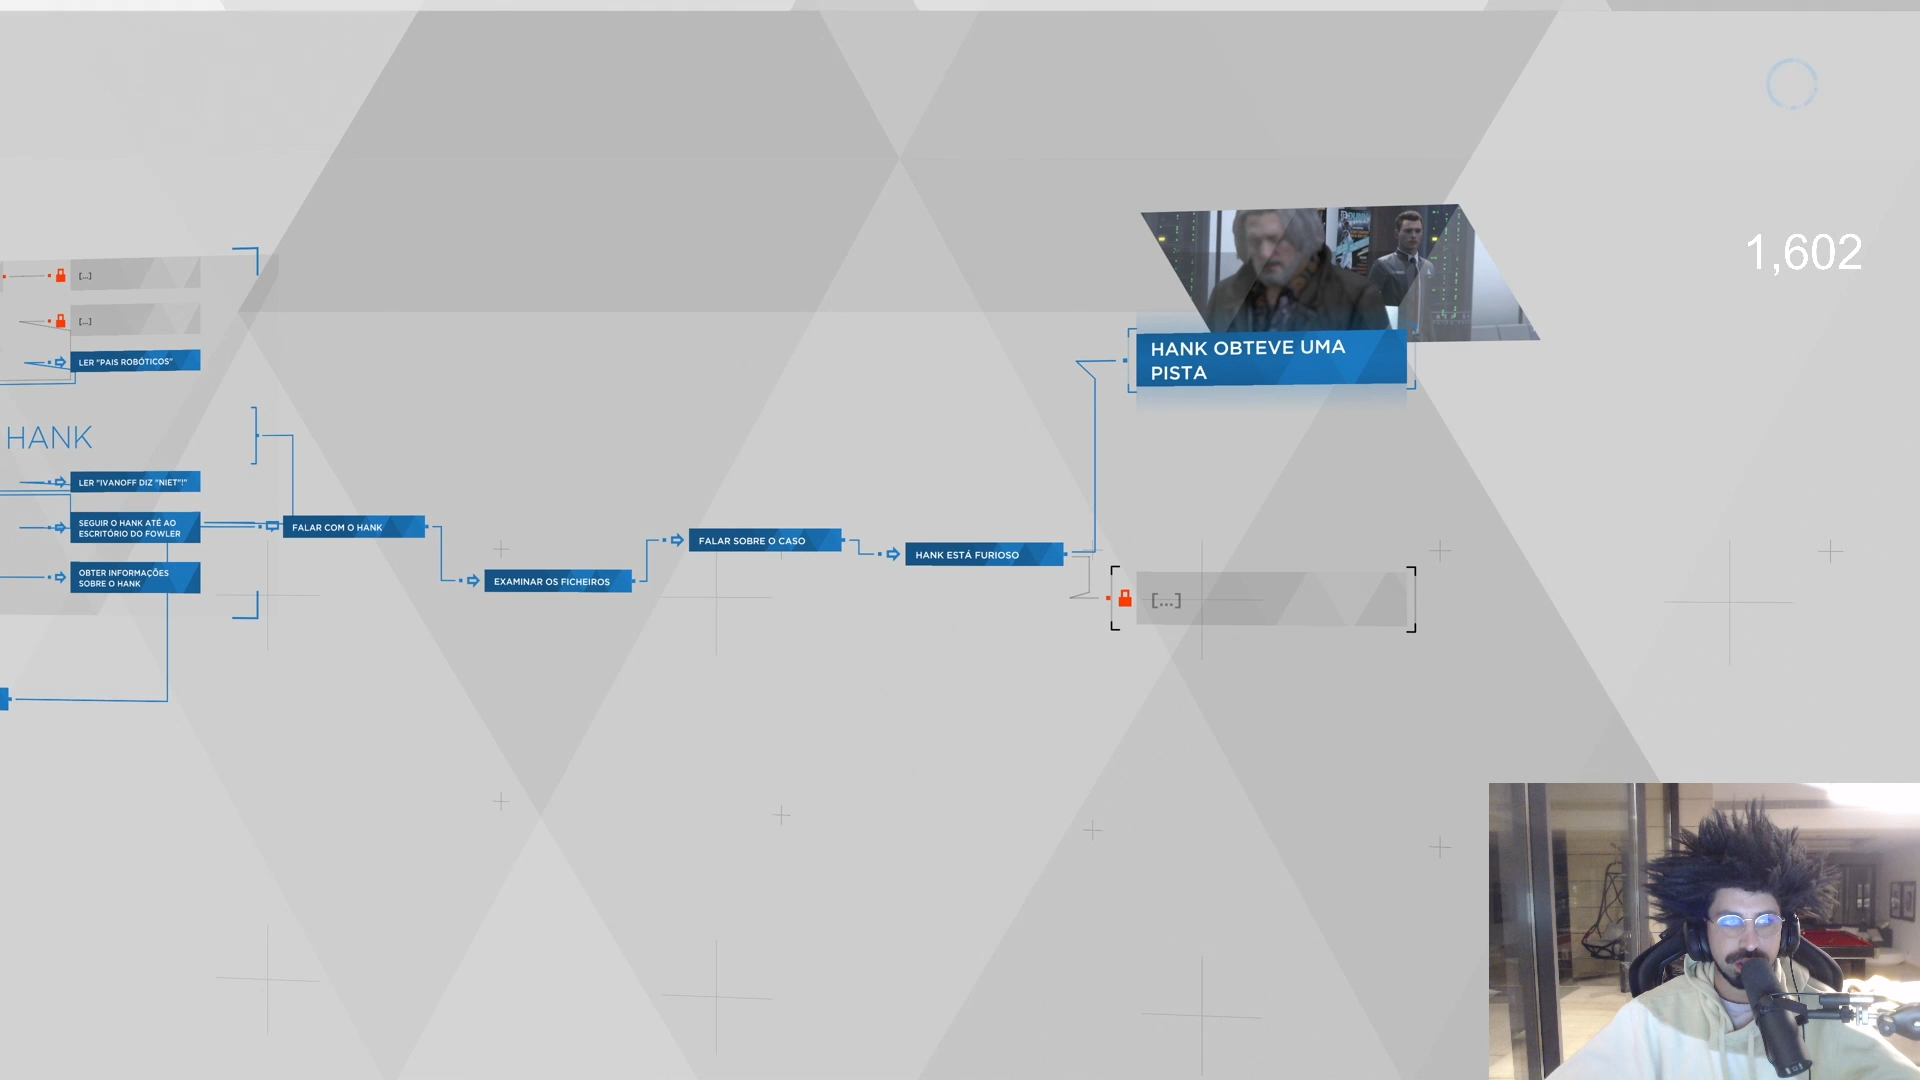 1,602
HANK OBTEVE UMA
PISTA
[...]
[...]
LER "PAIS ROBÓTICOS"
HANK
LER "IVANOFF DIZ "NIET"!"
SEGUIR O HANK ATÉ AO
ESCRITÓRIO DO FOWLER
OBTER INFORMAÇÕES
SOBRE O HANK
FALAR COM O HANK
EXAMINAR OS FICHEIROS
FALAR SOBRE O CASO
HANK ESTÁ FURIOSO
[...]